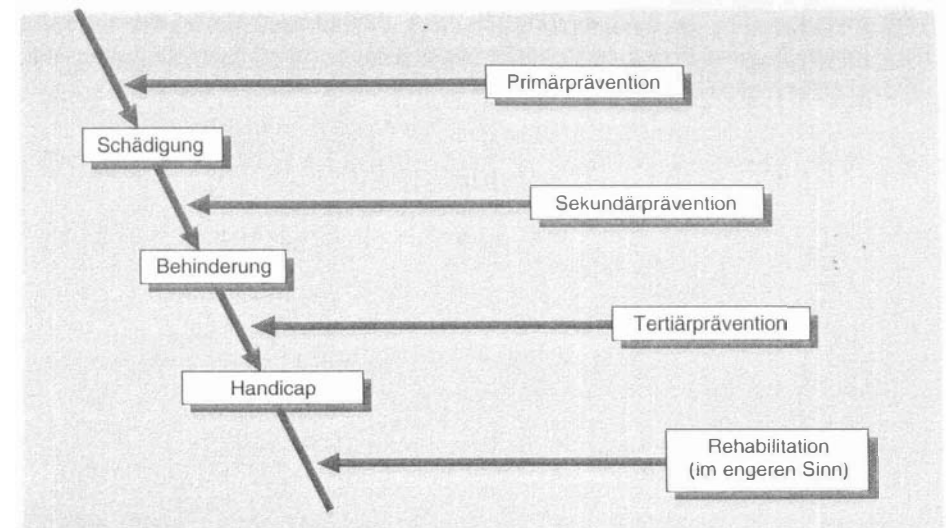 Primärprävention
Schädigung
Sekundärprävention
Behinderung
Tertiärprävention
Handicap
Rehabilitation
(im engeren Sinn)